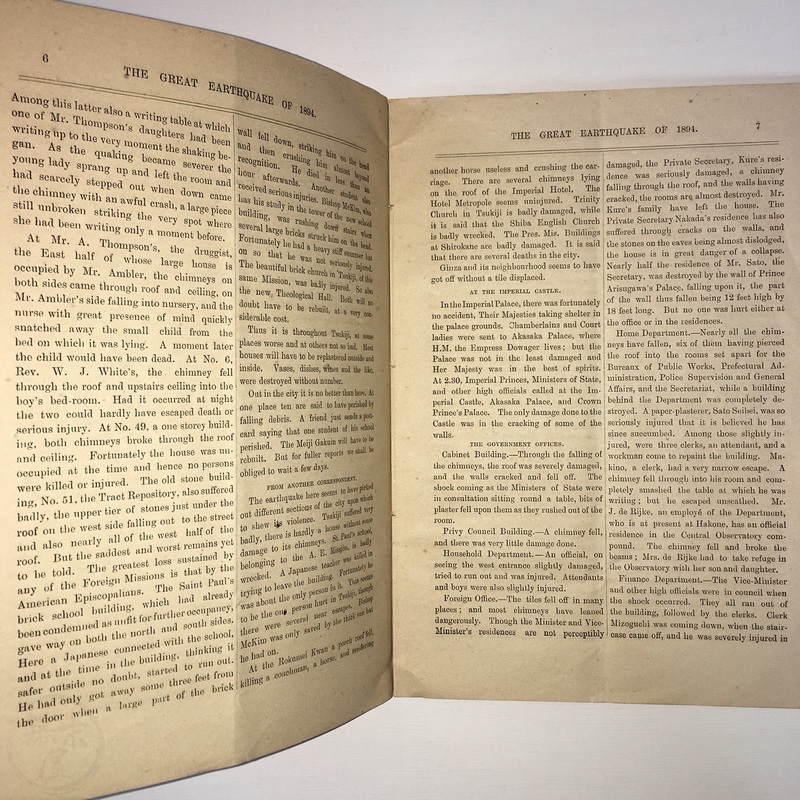 6
THE GREAT EARTHQUAKE OF 1894.
Among this latter also a writing table at which
one of Mr. Thompson's daughters had been
writing up to the very moment the shaking be-
gan. As the quaking became severer the
young lady sprang up and left the room and
had scarcely stepped out when down came
the chimney with an awful crash, a large piece
still unbroken striking the very spot where
she had been writing only a moment before.
At Mr. A. Thompson's, the druggist,
the East half of whose large house is
occupied by Mr. Ambler, the chimneys on
both sides came through roof and ceiling, on
Mr. Ambler's side falling into nursery, and the
nurse with great presence of mind quickly
snatched away the small child from the
bed on which it was lying. A moment later
the child would have been dead. At No. 6,
Rev. W. J. White's, the chimney fell
through the roof and upstairs ceiling into the
boy's bed-room. Had it occurred at night
the two could hardly have escaped death or
serious injury. At No. 49, a one storey build-
ing, both chimneys broke through the roof
and ceiling. Fortunately the house was un-
occupied at the time and hence no persons
were killed or injured. The old stone build-
ing, No. 51, the Tract Repository, also suffered
badly, the upper tier of stones just under the
roof on the west side falling out to the street
and also nearly all of the west half of the
roof. But the saddest and worst remains yet
to be told. The greatest loss sustained by
any of the Foreign Missions is that by the
American Episcopalians. The Saint Paul's
brick school building, which had already
been condemned as unfit for further occupancy,
gave way on both the north and south sides.
Here a Japanese connected with the school,
and at the time in the building, thinking it
safer outside no doubt, started to run out.
He had only got away some three feet from
the door when a large part of the brick
wall fell down, striking him on the head
and then crushing him almost beyond
recognition. He died in less than an
hour afterwards. Another student also
received serious injuries. Bishop McKim, who
has his study in the tower of the new school
building, was rushing down stairs when
several large bricks struck him on the head.
Fortunately he had a heavy stiff summer hat
on so that he was not seriously injured.
The beautiful brick church in Tsukiji, of this
same Mission, was badly injured. So also
the new Theological Hall. Both will no
doubt have to be rebuilt, at a very con-
siderable cost.
Thus it is throughout Tsukiji, at some
places worse and at others not so bad. Most
houses will have to be replastered outside and
inside. Vases, dishes, wines and the like,
were destroyed without number.
Out in the city it is no better than here. At
one place ten are said to have perished by
falling debris. A friend just sends a post-
card saying that one student of his school
perished. The Meiji Gakuin will have to be
rebuilt. But for fuller reports we shall be
obliged to wait a few days.
FROM ANOTHER CORRESPONDENT.
The earthquake here seems to have picked
out different sections of the city upon which
to show its violence. Tsukiji suffered very
badly, there is hardly a house without some
damage to its chimneys. St. Paul's school,
belonging to the A. E. Mission, is badly
wrecked. A Japanese teacher was killed in
trying to leave the building. Fortunately he
was about the only person in it. This seems
to be the one person hurt in Tsukiji, though
there were several near escapes. Bishop
McKim was only saved by the thick sun hat
he had on.
At the Rokumei Kwan a porch roof fell,
killing a coachman, a horse, and rendering
THE GREAT EARTHQUAKE OF 1894.
7
another horse useless and crushing the car-
riage. There are several chimneys lying
on the roof of the Imperial Hotel. The
Hotel Metropole seems uninjured. Trinity
Church in Tsukiji is badly damaged, while
it is said that the Shiba English Church
is badly wrecked. The Pres. Mis. Buildings
at Shirokane are badly damaged. It is said
that there are several deaths in the city.
Ginza and its neighbourhood seems to have
got off without a tile displaced.
AT THE IMPERIAL CASTLE.
In the Imperial Palace, there was fortunately
no accident, Their Majesties taking shelter in
the palace grounds. Chamberlains and Court
ladies were sent to Akasaka Palace, where
H.M. the Empress Dowager lives; but the
Palace was not in the least damaged and
Her Majesty was in the best of spirits.
At 2.30, Imperial Princes, Ministers of State,
and other high officials called at the Im-
perial Castle, Akasaka Palace, and Crown
Prince's Palace. The only damage done to the
Castle was in the cracking of some of the
walls.
THE GOVERNMENT OFFICES.
Cabinet Building.—Through the falling of
the chimneys, the roof was severely damaged,
and the walls cracked and fell off. The
shock coming as the Ministers of State were
in consultation sitting round a table, bits of
plaster fell upon them as they rushed out of the
room.
Privy Council Building.—A chimney fell,
and there was very little damage done.
Household Department.—An official, on
seeing the west entrance slightly damaged,
tried to run out and was injured. Attendants
and boys were also slightly injured.
Foreign Office.—The tiles fell off in many
places; and most chimneys have leaned
dangerously. Though the Minister and Vice-
Minister's residences are not perceptibly
damaged, the Private Secretary, Kure's resi-
dence was seriously damaged, a chimney
falling through the roof, and the walls having
cracked, the rooms are almost destroyed. Mr.
Kure's family have left the house. The
Private Secretary Nakada's residence has also
suffered through cracks on the walls, and
the stones on the eaves being almost dislodged,
the house is in great danger of a collapse.
Nearly half the residence of Mr. Sato, the
Secretary, was destroyed by the wall of Prince
Arisugawa's Palace, falling upon it, the part
of the wall thus fallen being 12 feet high by
18 feet long. But no one was hurt either at
the office or in the residences.
Home Department.—Nearly all the chim-
neys have fallen, six of them having pierced
the roof into the rooms set apart for the
Bureaus of Public Works, Prefectural Ad-
ministration, Police Supervision and General
Affairs, and the Secretariat, while a building
behind the Department was completely de-
stroyed. A paper-plasterer, Sato Seibei, was so
seriously injured that it is believed he has
since succumbed. Among those slightly in-
jured, were three clerks, an attendant, and a
workman come to repaint the building. Ma-
kino, a clerk, had a very narrow escape. A
chimney fell through into his room and com-
pletely smashed the table at which he was
writing; but he escaped unscathed. Mr.
J. de Rijke, an employé of the Department,
who is at present at Hakone, has an official
residence in the Central Observatory com-
pound. The chimney fell and broke the
beams; Mrs. de Rijke had to take refuge in
the Observatory with her son and daughter.
Finance Department.—The Vice-Minister
and other high officials were in council when
the shock occurred. They all ran out of
the building, followed by the clerks. Clerk
Mizoguchi was coming down, when the stair-
case came off, and he was severely injured in